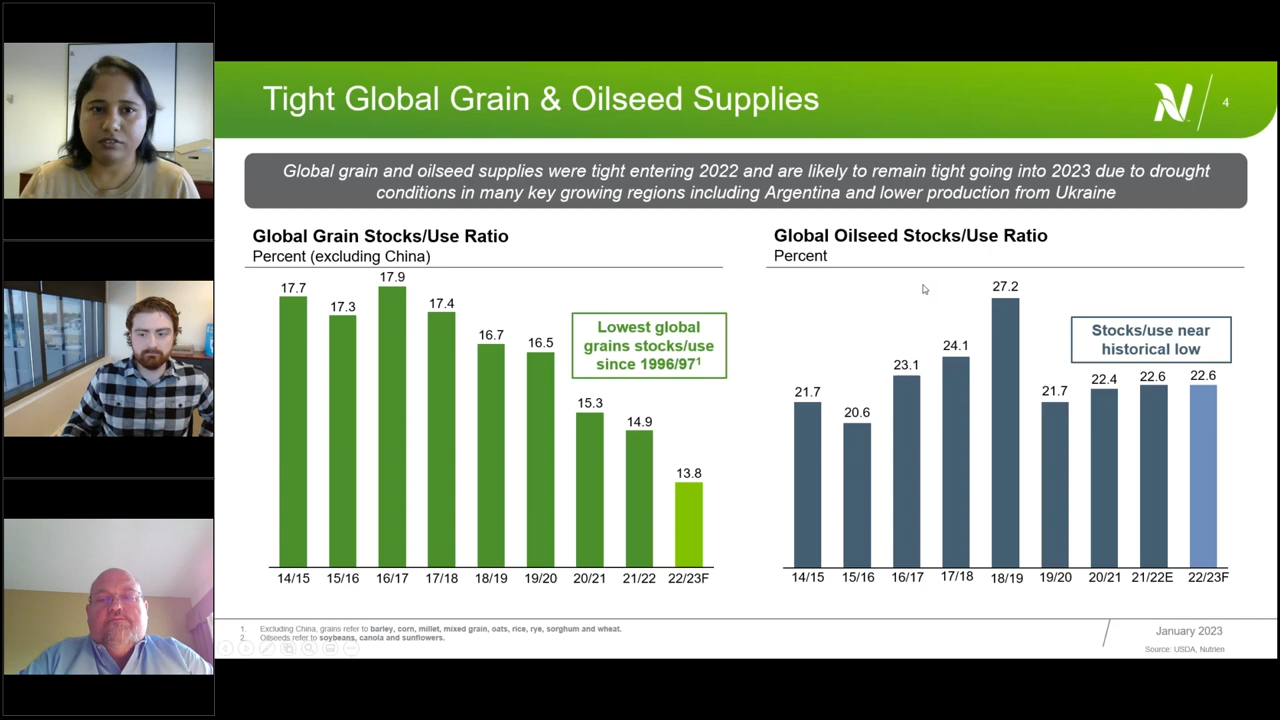 Tight Global Grain & Oilseed Supplies
4
Global grain and oilseed supplies were tight entering 2022 and are likely to remain tight going into 2023 due to drought
conditions in many key growing regions including Argentina and lower production from Ukraine
Global Grain Stocks/Use Ratio
Percent (excluding China)
17.7
17.3
17.9
17.4
16.7
16.5
15.3
14.9
13.8
Lowest global
grains stocks/use
since 1996/97¹
14/15 15/16 16/17 17/18 18/19 19/20 20/21 21/22 22/23F
Global Oilseed Stocks/Use Ratio
Percent
21.7
20.6
23.1
24.1
27.2
21.7
22.4
22.6
22.6
Stocks/use near
historical low
14/15 15/16 16/17 17/18 18/19 19/20 20/21 21/22E 22/23F
1. Excluding China, grains refer to barley, corn, millet, mixed grain, oats, rice, rye, sorghum and wheat.
2. Oilseeds refer to soybeans, canola and sunflowers.
January 2023
Source: USDA, Nutrien